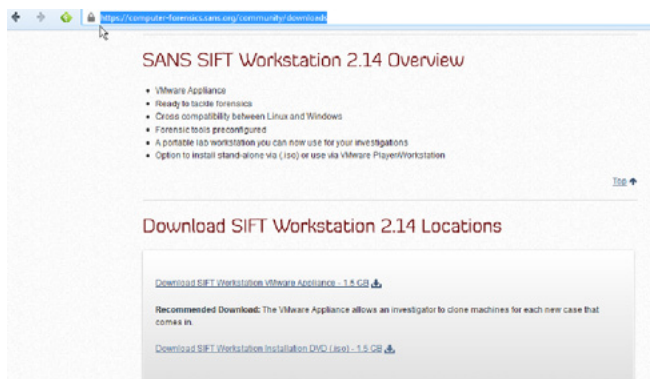 https://computer-forensics.sans.org/community/downloads
SANS SIFT Workstation 2.14 Overview
• VMware Appliance
• Ready to tackle forensics
• Cross compatibility between Linux and Windows
• Forensic tools preconfigured
• A portable lab workstation you can now use for your investigations
• Option to install stand-alone via (.iso) or use via VMware Player/Workstation
Top
Download SIFT Workstation 2.14 Locations
Download SIFT Workstation VMware Appliance - 1.5 GB
Recommended Download: The VMware Appliance allows an investigator to clone machines for each new case that
comes in.
Download SIFT Workstation Installation DVD (.iso) - 1.5 GB